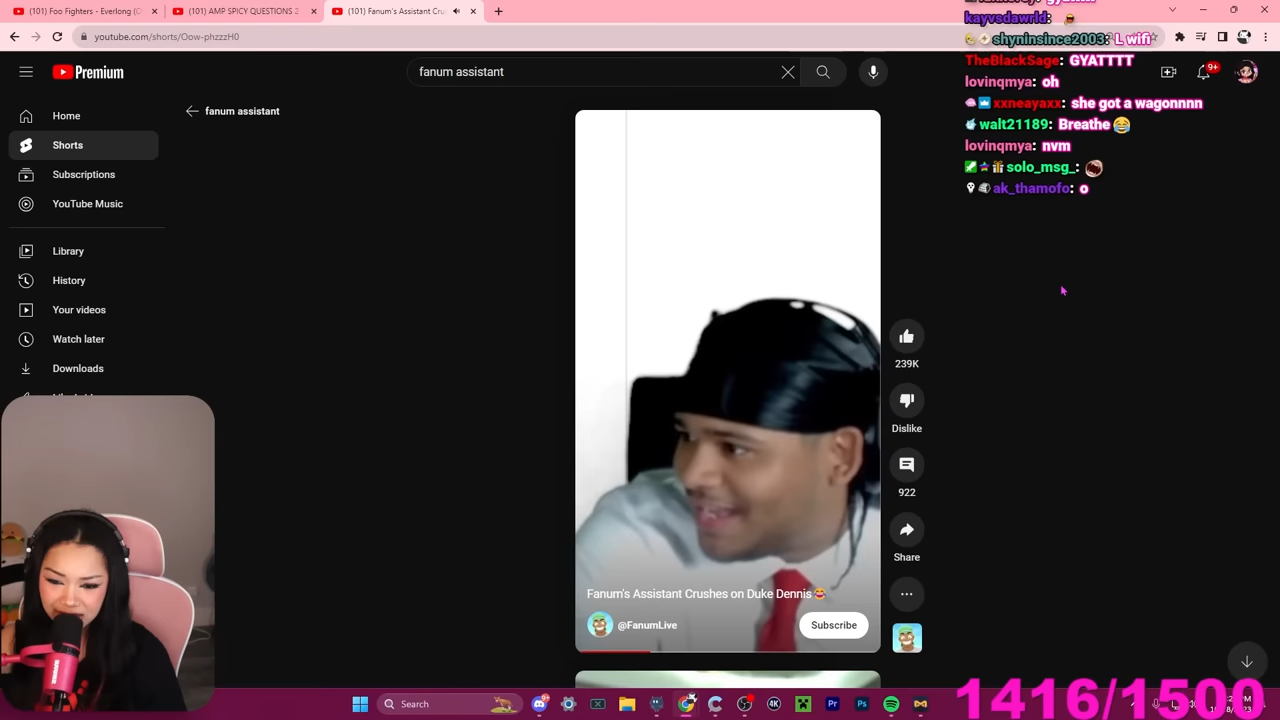 (101) Foo Fighters - Everlong (O
(101) AMP SPICY QUESTIONS 2
(101) Fanum's Assistant Cru
youtube.com/shorts/Oow-phzzzH0
Premium
fanum assistant
9+
fanum assistant
Home
Shorts
Subscriptions
YouTube Music
Library
History
Your videos
Watch later
Downloads
kayvsdawrld:
shyninsince2003: L wifi
TheBlackSage: GYATTTT
lovinqmya: oh
xxneayaxx: she got a wagonnnn
walt21189: Breathe 😂
lovinqmya: nvm
solo_msg_:
ak_thamofo: o
239K
Dislike
922
Share
Fanum's Assistant Crushes on Duke Dennis 🥰
@FanumLive
Subscribe
Search
1416/1500